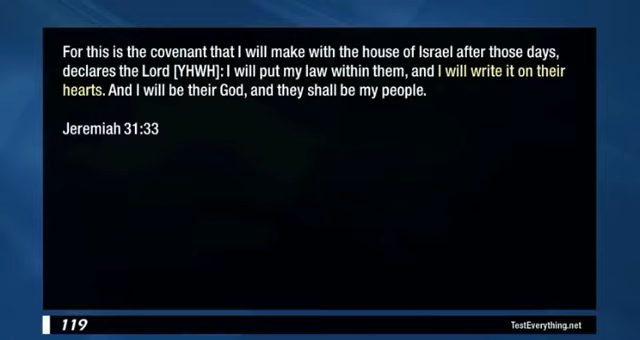 For this is the covenant that I will make with the house of Israel after those days,
declares the Lord [YHWH]: I will put my law within them, and I will write it on their
hearts. And I will be their God, and they shall be my people.
Jeremiah 31:33
119
TestEverything.net